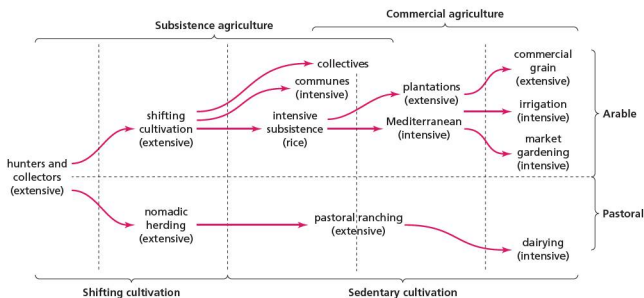 Subsistence agriculture
Commercial agriculture
collectives
communes
(intensive)
shifting
cultivation
(extensive)
intensive
subsistence
(rice)
plantations
(extensive)
Mediterranean
(intensive)
commercial
grain
(extensive)
irrigation
(intensive)
market
gardening
(intensive)
Arable
hunters and
collectors
(extensive)
nomadic
herding
(extensive)
pastoral ranching
(extensive)
dairying
(intensive)
Pastoral
Shifting cultivation
Sedentary cultivation